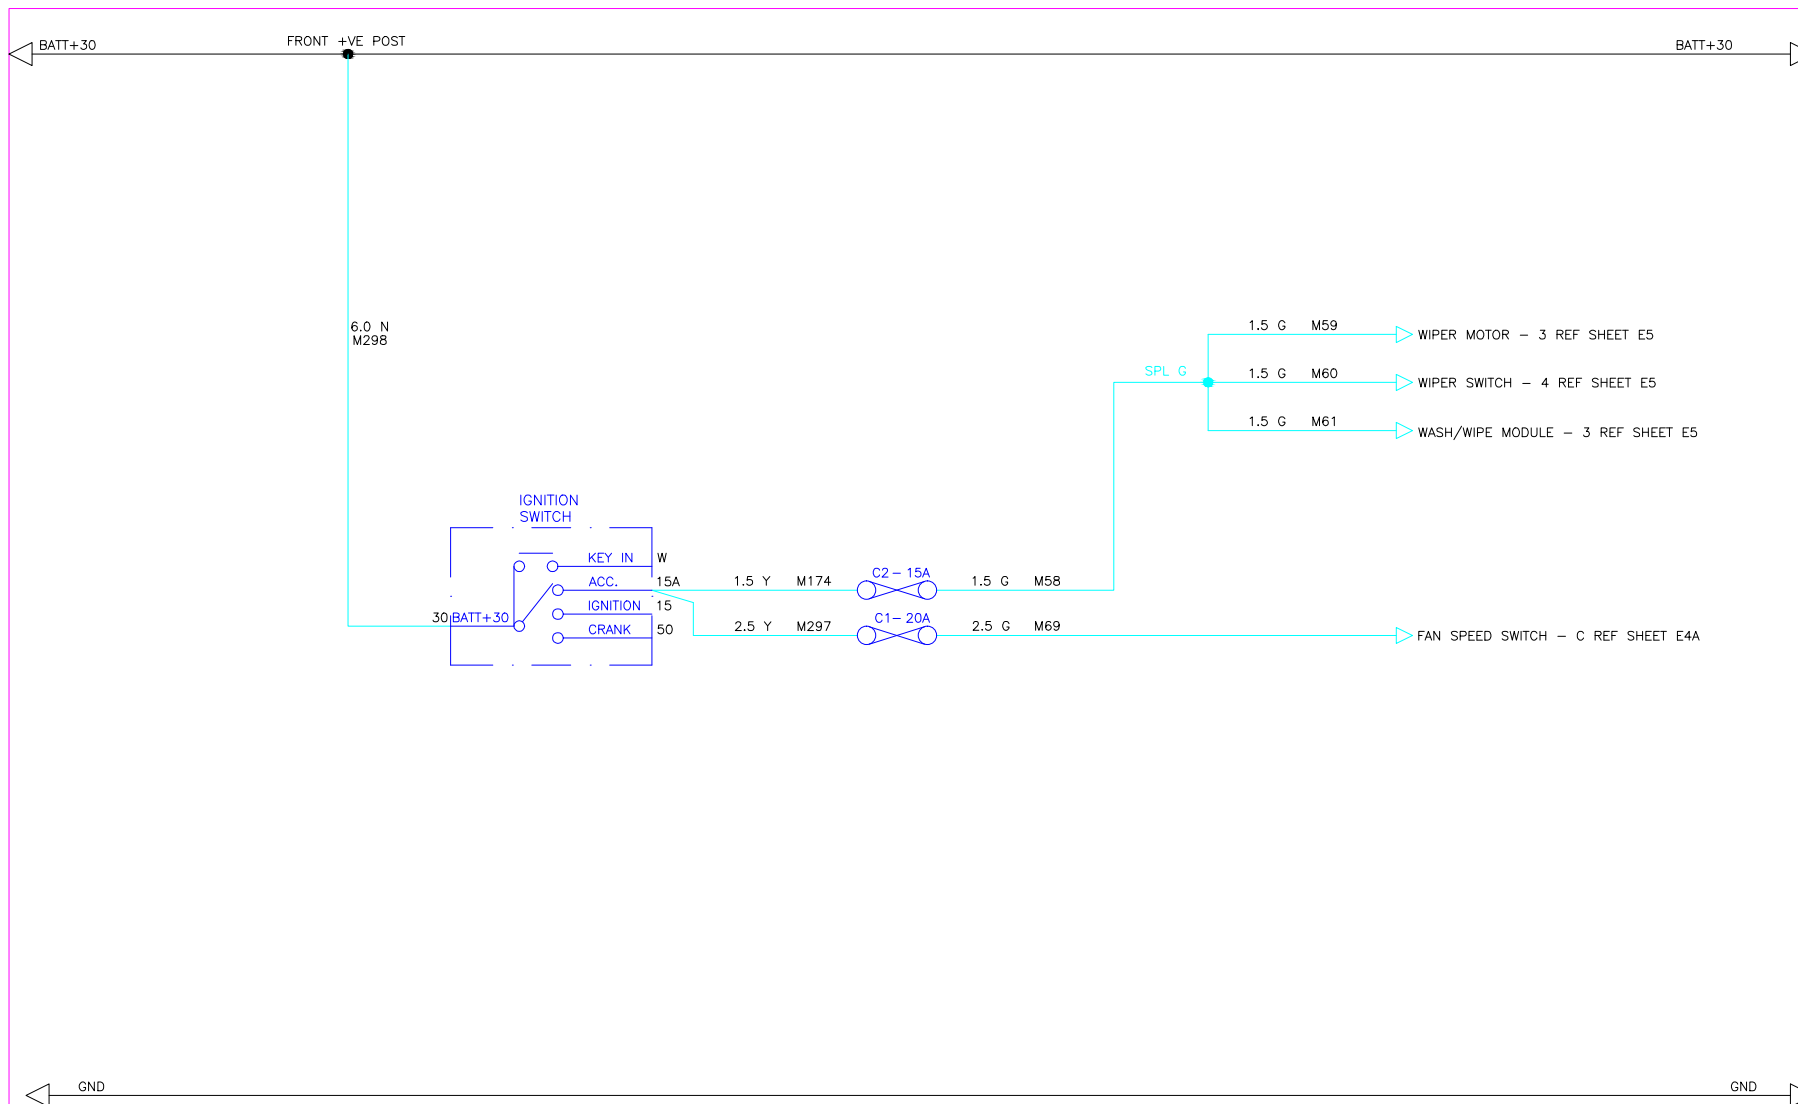 BATT+30
FRONT +VE POST
BATT+30
6.0 N
M298
1.5 G M59
WIPER MOTOR - 3 REF SHEET E5
SPL G
1.5 G M60
WIPER SWITCH - 4 REF SHEET E5
1.5 G M61
WASH/WIPE MODULE - 3 REF SHEET E5
IGNITION
SWITCH
KEY IN W
ACC. 15A
1.5 Y M174
C2-15A
1.5 G M58
IGNITION 15
30 BATT+30
CRANK 50
2.5 Y M297
C1-20A
2.5 G M69
FAN SPEED SWITCH - C REF SHEET E4A
GND
GND